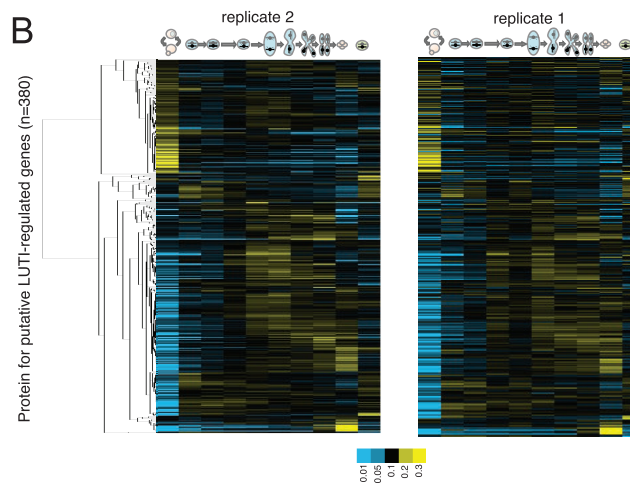 B
replicate 2
replicate 1
Protein for putative LUTI-regulated genes (n=380)
0.01
0.05
0.1
0.2
0.3